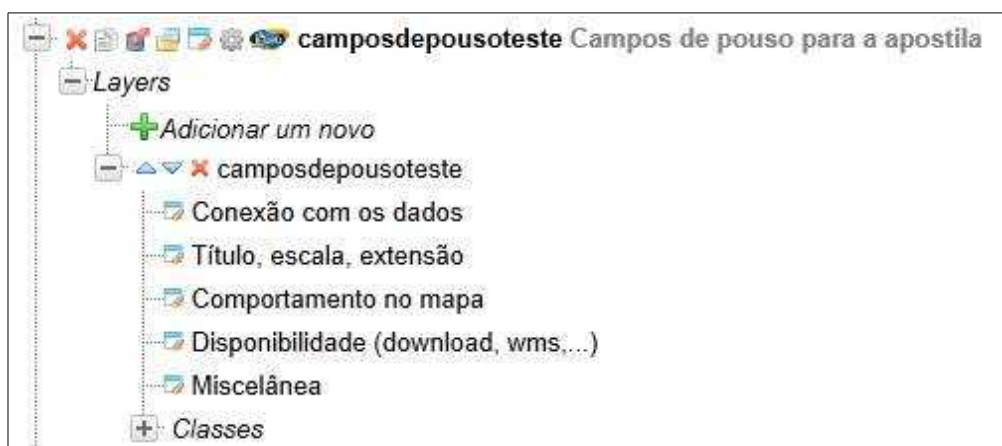 camposdepousoteste Campos de pouso para a apostila
Layers
Adicionar um novo
camposdepousoteste
Conexão com os dados
Título, escala, extensão
Comportamento no mapa
Disponibilidade (download, wms,...)
Miscelânea
Classes